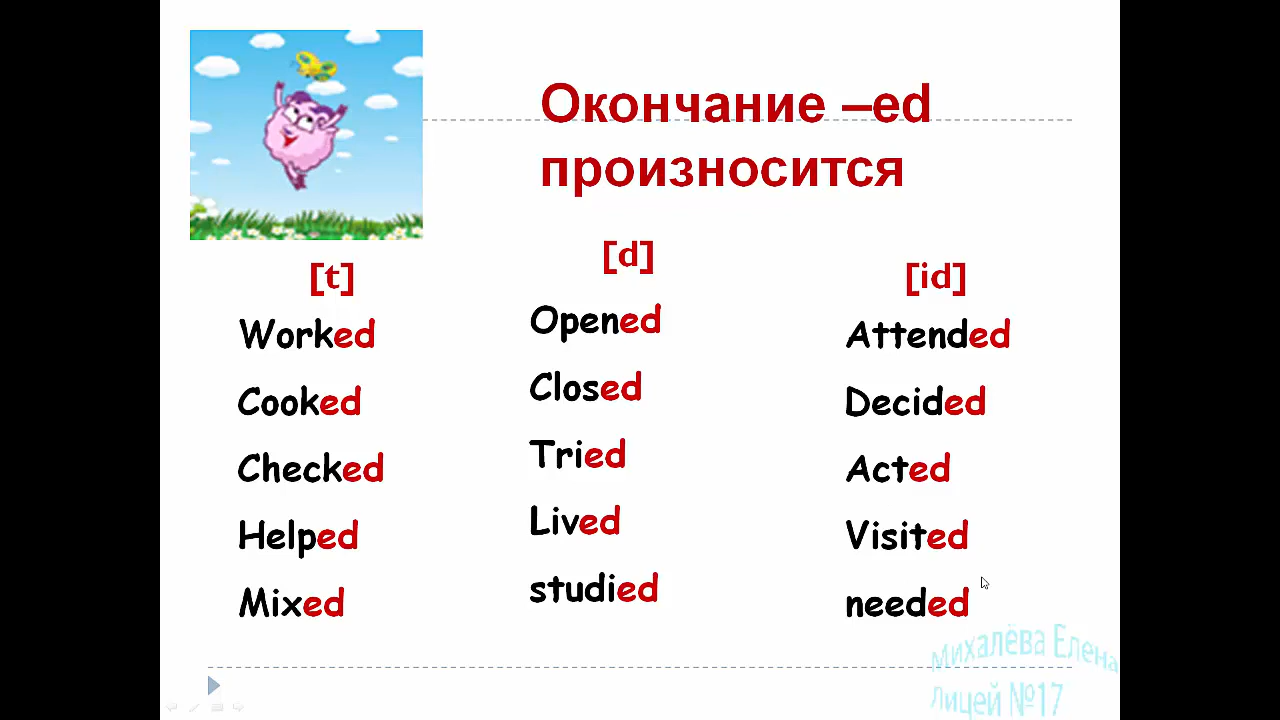 Окончание –ed
произносится
[t]
Worked
Cooked
Checked
Helped
Mixed
[d]
Opened
Closed
Tried
Lived
studied
[id]
Attended
Decided
Acted
Visited
needed
Михалёва Елена
Лицей №17